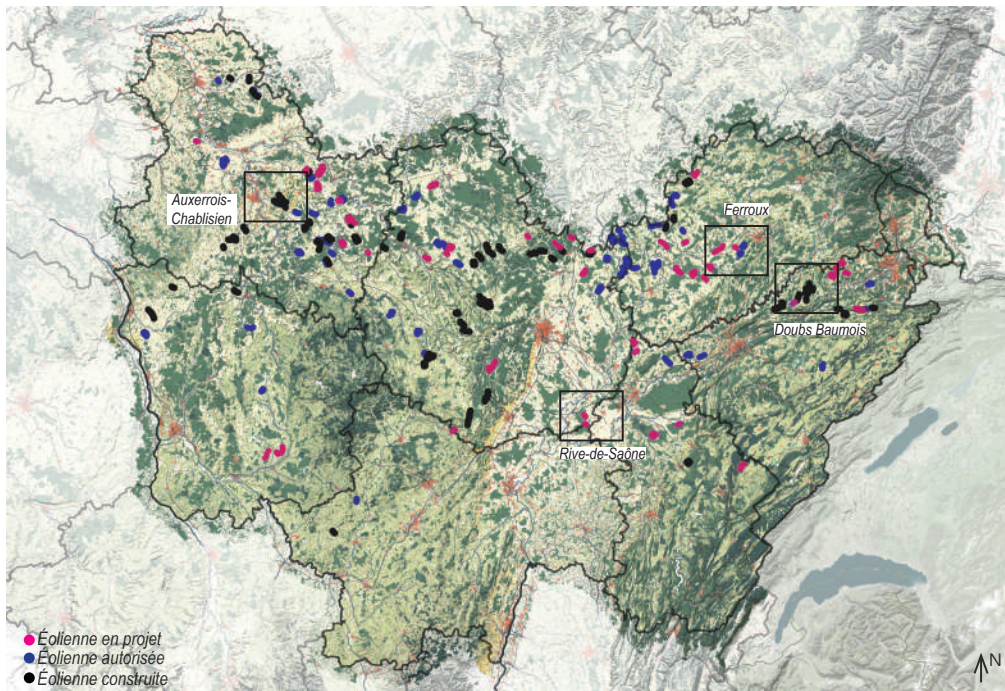 Auxerrois-
Chablisien
Ferroux
Doubs Baumois
Rive-de-Saône
Éolienne en projet
Éolienne autorisée
Éolienne construite
N